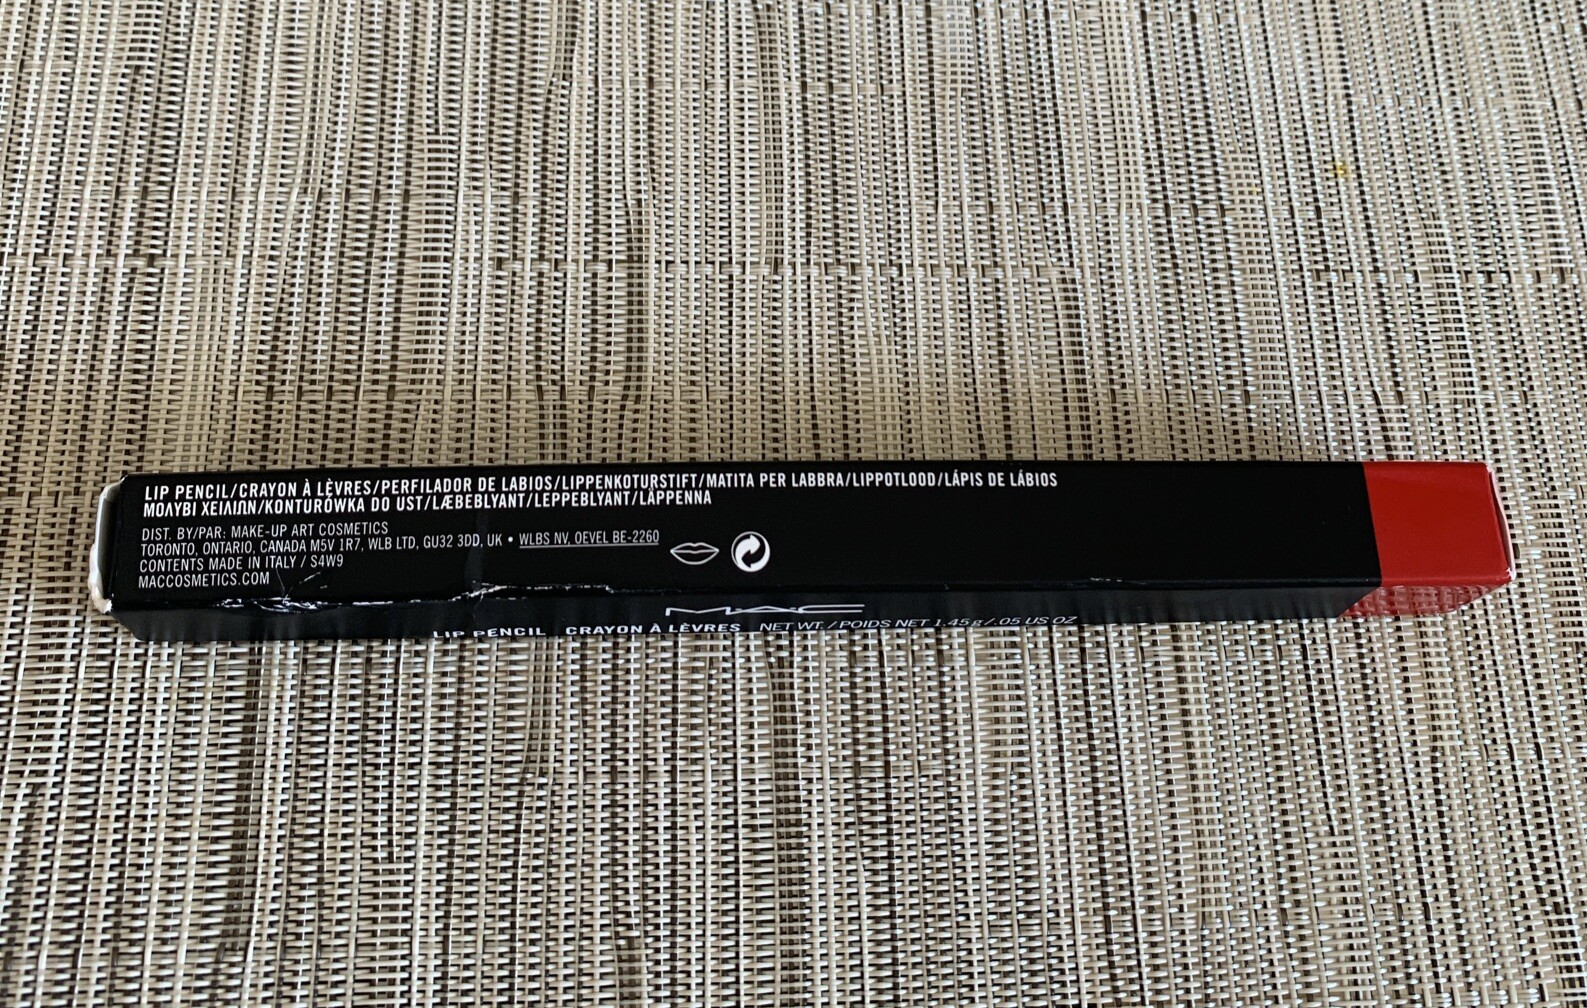 LIP PENCIL/CRAYON À LÈVRES/PERFILADOR DE LABIOS/LIPPENKOTURSTIFT/MATITA PER LABBRA/LIPPOTLOOD/LÁPIS DE LÁBIOS
ΜΟΛΥΒΙ ΧΕΙΛΙΩΝ/KONTURÓWKA DO UST/LÆBEBLYANT/LEPPEBLYANT/LÄPPENNA
DIST. BY/PAR: MAKE-UP ART COSMETICS
TORONTO, ONTARIO, CANADA M5V 1R7, WLB LTD, GU32 3DD, UK • WLBS NV, OEVEL BE-2260
CONTENTS MADE IN ITALY / S4W9
MACCOSMETICS.COM
M·A·C
LIP PENCIL CRAYON À LÈVRES NET WT. / POIDS NET 1.45 g / .05 US OZ